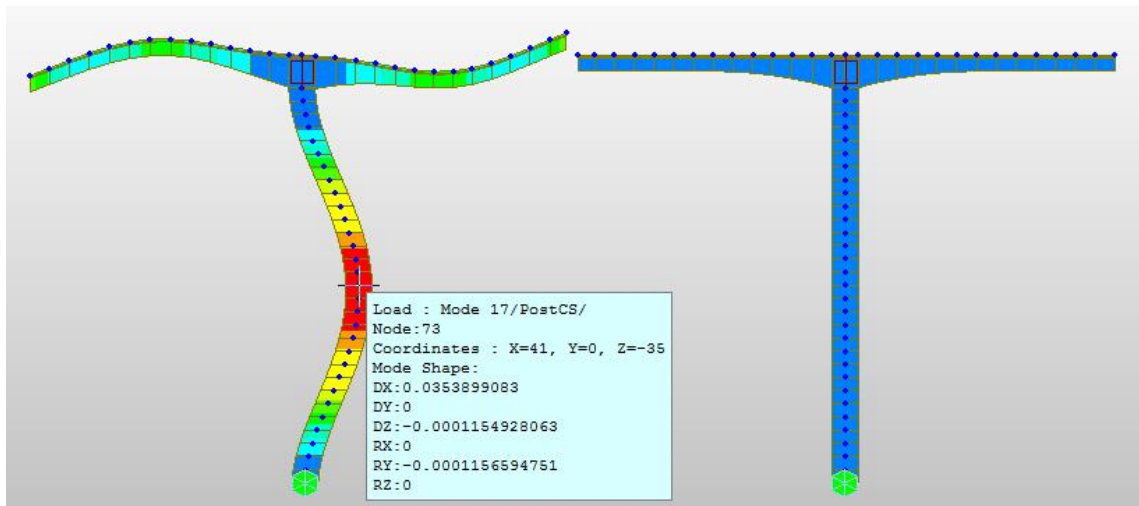 Load : Mode 17/PostCS/
Node:73
Coordinates : X=41, Y=0, Z=-35
Mode Shape:
DX:0.0353899083
DY:0
DZ:-0.0001154928063
RX:0
RY:-0.0001156594751
RZ:0